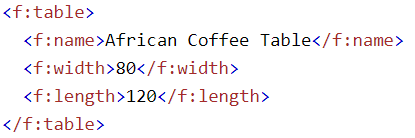 <f:table>
  <f:name>African Coffee Table</f:name>
  <f:width>80</f:width>
  <f:length>120</f:length>
</f:table>